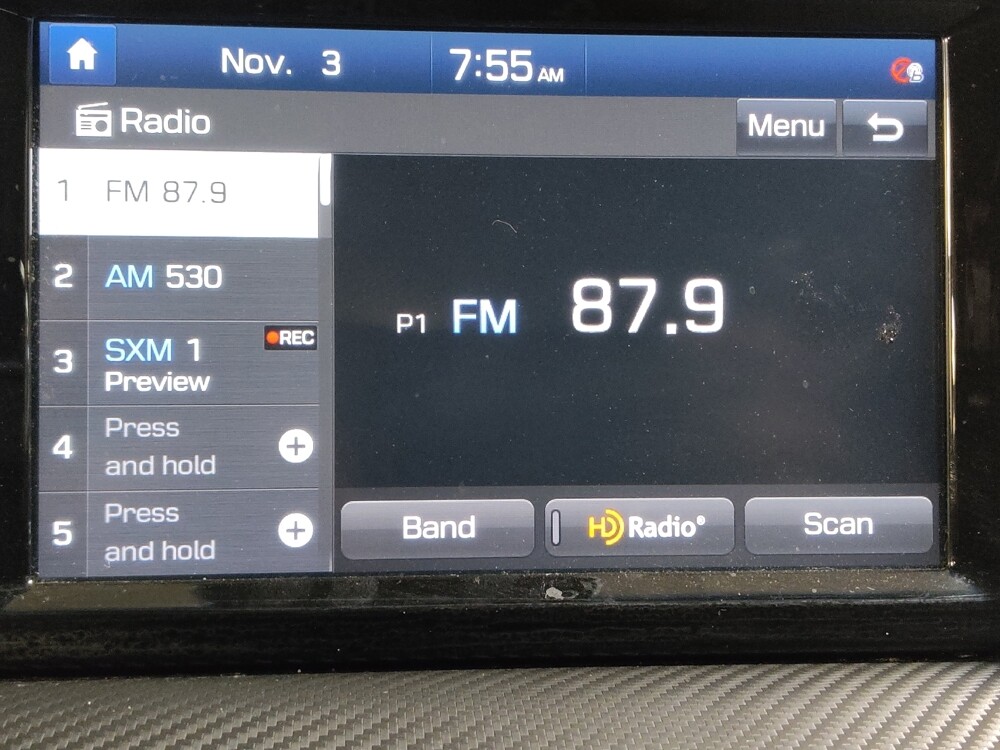 Nov. 3
7:55 AM
Radio
Menu
1 FM 87.9
2 AM 530
3 SXM 1
REC
Preview
4 Press
and hold
5 Press
and hold
P1 FM 87.9
Band
HD Radio®
Scan